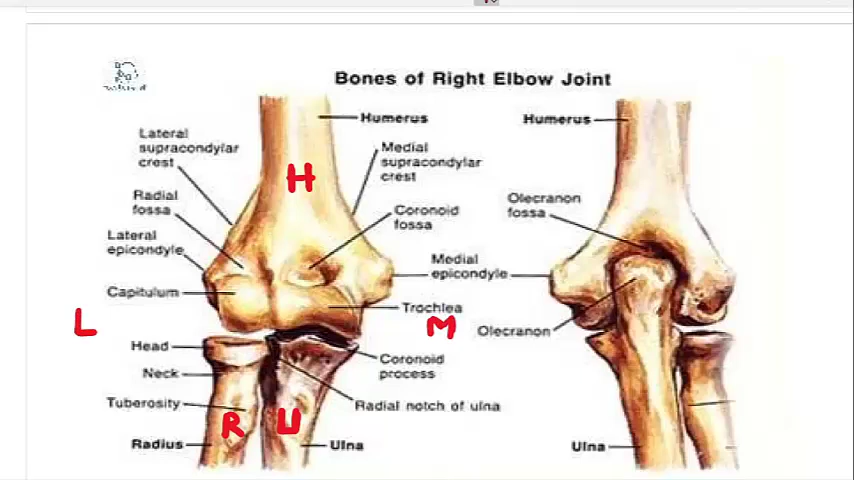 Bones of Right Elbow Joint
Humerus
Lateral
supracondylar
crest
Radial
fossa
Lateral
epicondyle
Capitulum
Head
Neck
Tuberosity
Radius
Medial
supracondylar
crest
Coronoid
fossa
Medial
epicondyle
Trochlea
Coronoid
process
Radial notch of ulna
Ulna
H
L
M
R
U
Humerus
Olecranon
fossa
Olecranon
Ulna